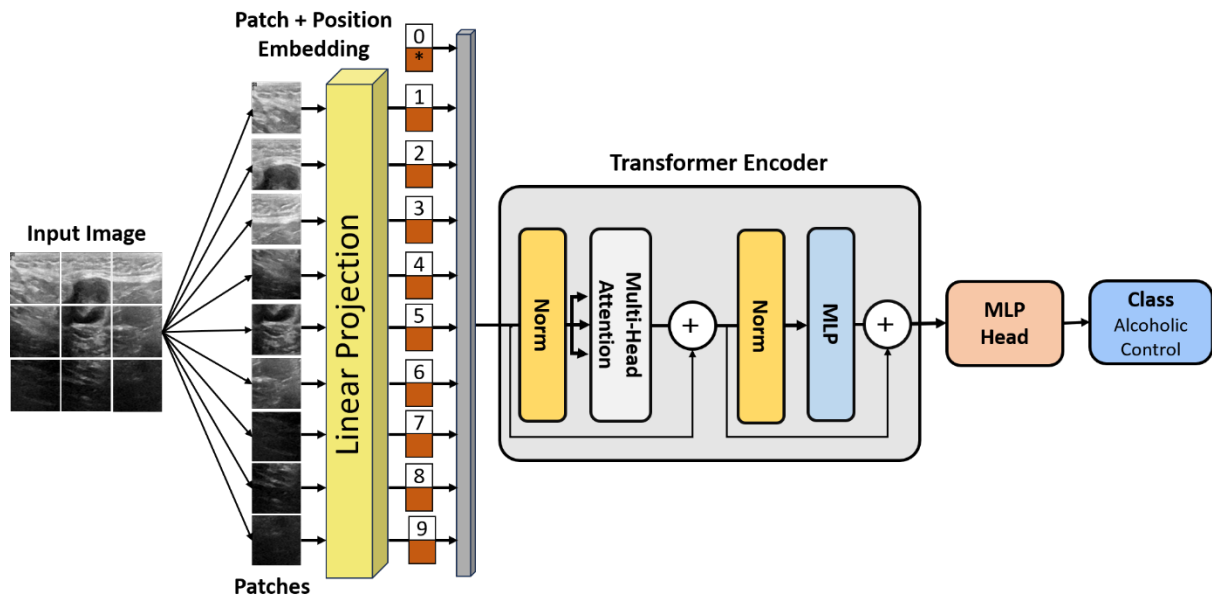 Patch + Position
Embedding
0
*
1
2
3
4
5
6
7
8
9
Input Image
Patches
Linear Projection
Transformer Encoder
Norm
Multi-Head
Attention
+
Norm
MLP
+
MLP
Head
Class
Alcoholic
Control